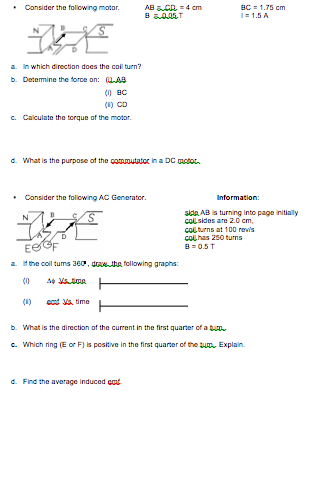 • Consider the following motor. AB = CD. = 4 cm BC = 1.75 cm
B = 0.05 T I = 1.5 A
N B C S
A D
a. In which direction does the coil turn?
b. Determine the force on: (i) AB
(i) BC
(ii) CD
c. Calculate the torque of the motor.
d. What is the purpose of the commutator in a DC motor.
• Consider the following AC Generator. Information:
side AB is turning into page initially
N B C S coil sides are 2.0 cm,
coil turns at 100 rev/s
A D coil has 250 turns
E F B = 0.5 T
a. If the coil turns 360°, draw the following graphs:
(i) Δϕ Vs. time
(ii) emf Vs. time
b. What is the direction of the current in the first quarter of a turn.
c. Which ring (E or F) is positive in the first quarter of the turn. Explain.
d. Find the average induced emf.